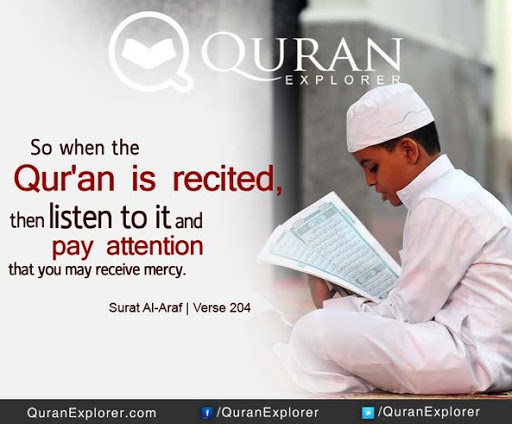 QURAN
EXPLORER
So when the
Qur'an is recited,
then listen to it and
pay attention
that you may receive mercy.
Surat Al-Araf | Verse 204
QuranExplorer.com
f /QuranExplorer
/QuranExplorer